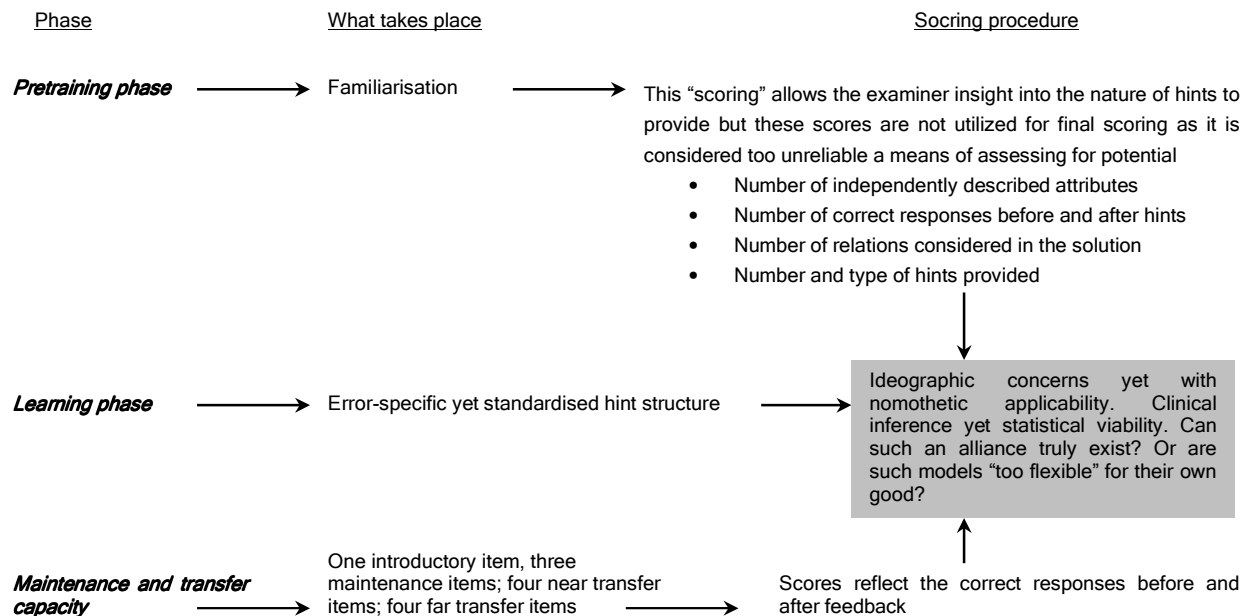 Phase What takes place Socring procedure
Pretraining phase Familiarisation
This “scoring” allows the examiner insight into the nature of hints to
provide but these scores are not utilized for final scoring as it is
considered too unreliable a means of assessing for potential
• Number of independently described attributes
• Number of correct responses before and after hints
• Number of relations considered in the solution
• Number and type of hints provided
Learning phase Error-specific yet standardised hint structure
Ideographic concerns yet with
nomothetic applicability. Clinical
inference yet statistical viability. Can
such an alliance truly exist? Or are
such models “too flexible” for their own
good?
Maintenance and transfer
capacity
One introductory item, three
maintenance items; four near transfer
items; four far transfer items
Scores reflect the correct responses before and
after feedback